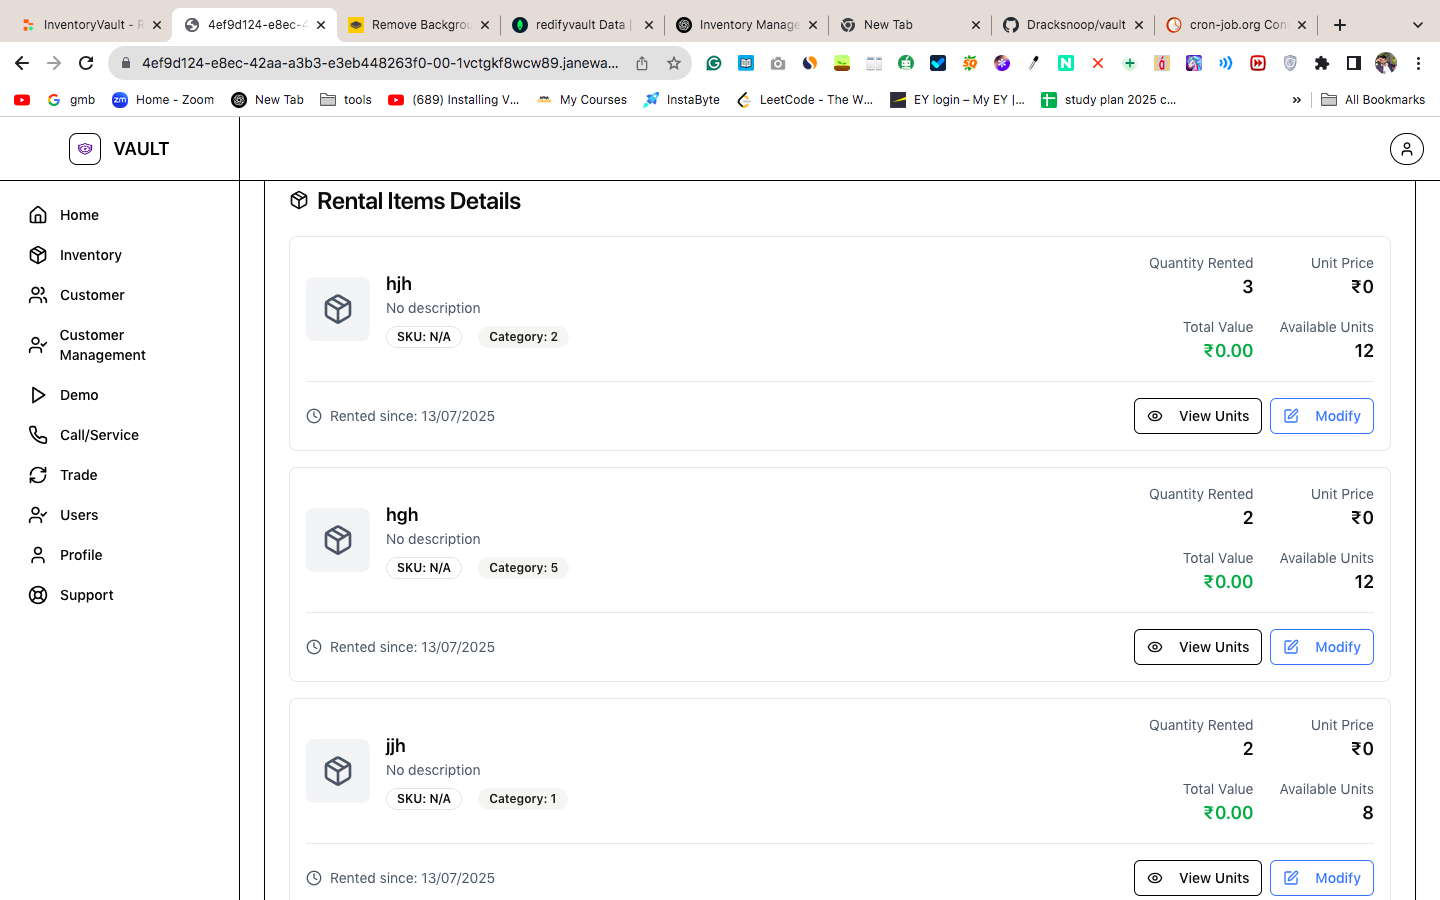 InventoryVault - R
4ef9d124-e8ec-4
Remove Backgrou
redifyvault Data |
Inventory Manage
New Tab
Dracksnoop/vault
cron-job.org Con
4ef9d124-e8ec-42aa-a3b3-e3eb448263f0-00-1vctgkf8wcw89.janewa...
gmb
Home - Zoom
New Tab
tools
(689) Installing V...
My Courses
InstaByte
LeetCode - The W...
EY login – My EY |...
study plan 2025 c...
»
All Bookmarks
VAULT
Home
Inventory
Customer
Customer
Management
Demo
Call/Service
Trade
Users
Profile
Support
Rental Items Details
hjh
No description
SKU: N/A
Category: 2
Quantity Rented
3
Unit Price
₹0
Total Value
₹0.00
Available Units
12
Rented since: 13/07/2025
View Units
Modify
hgh
No description
SKU: N/A
Category: 5
Quantity Rented
2
Unit Price
₹0
Total Value
₹0.00
Available Units
12
Rented since: 13/07/2025
View Units
Modify
jjh
No description
SKU: N/A
Category: 1
Quantity Rented
2
Unit Price
₹0
Total Value
₹0.00
Available Units
8
Rented since: 13/07/2025
View Units
Modify